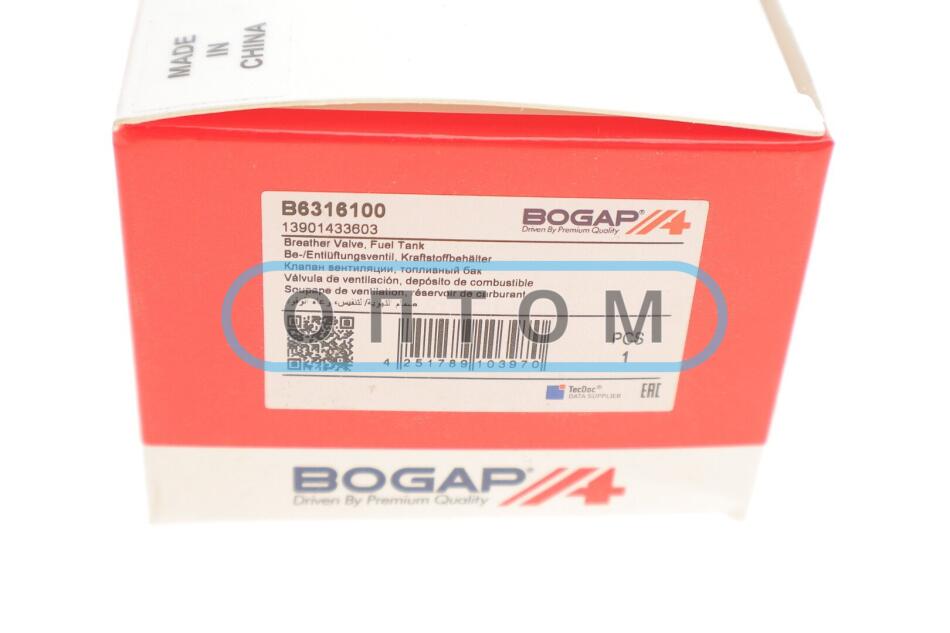 MADE
IN
CHINA
B6316100
13901433603
BOGAP®
Driven By Premium Quality
Breather Valve, Fuel Tank
Be-/Entlüftungsventil, Kraftstoffbehälter
Клапан вентиляции, топливный бак
Válvula de ventilación, depósito de combustible
Soupape de ventilation, réservoir de carburant
ОПТОМ
PCS
1
4 251789 103970
TecDoc®
DATA SUPPLIER
EAC
BOGAP®
Driven By Premium Quality